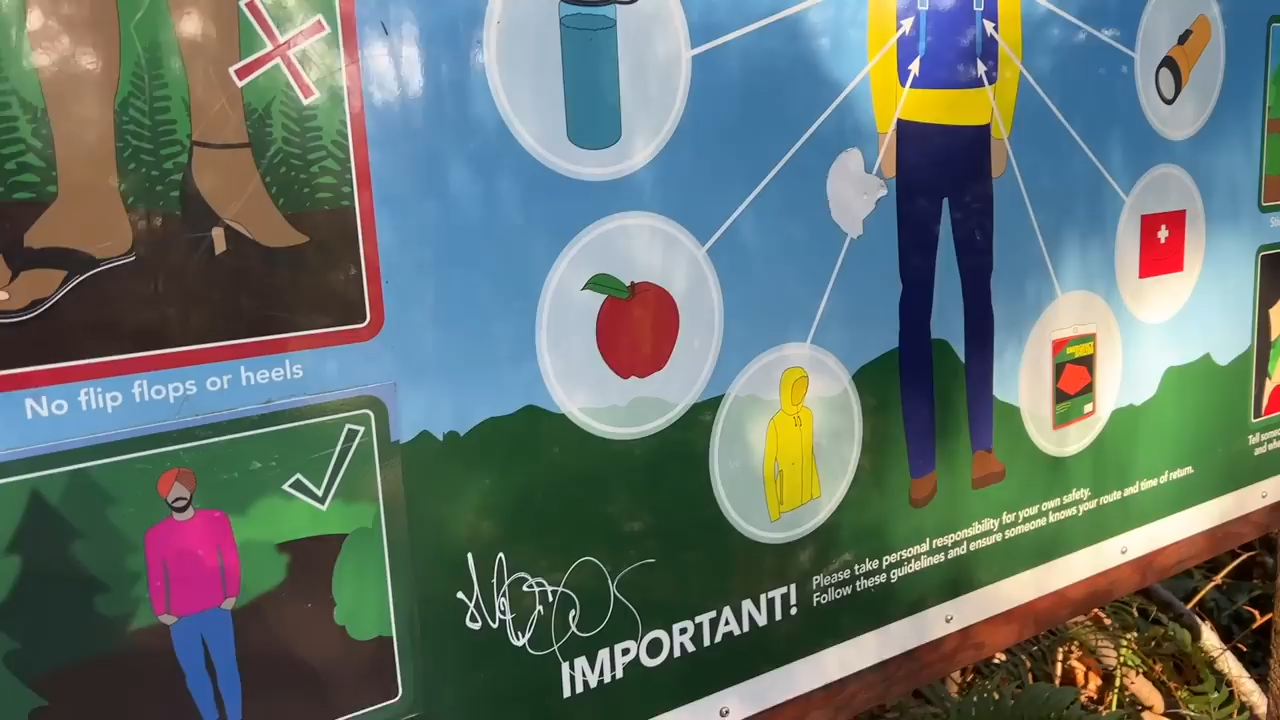 No flip flops or heels
IMPORTANT!
Please take personal responsibility for your own safety.
Follow these guidelines and ensure someone knows your route and time of return.